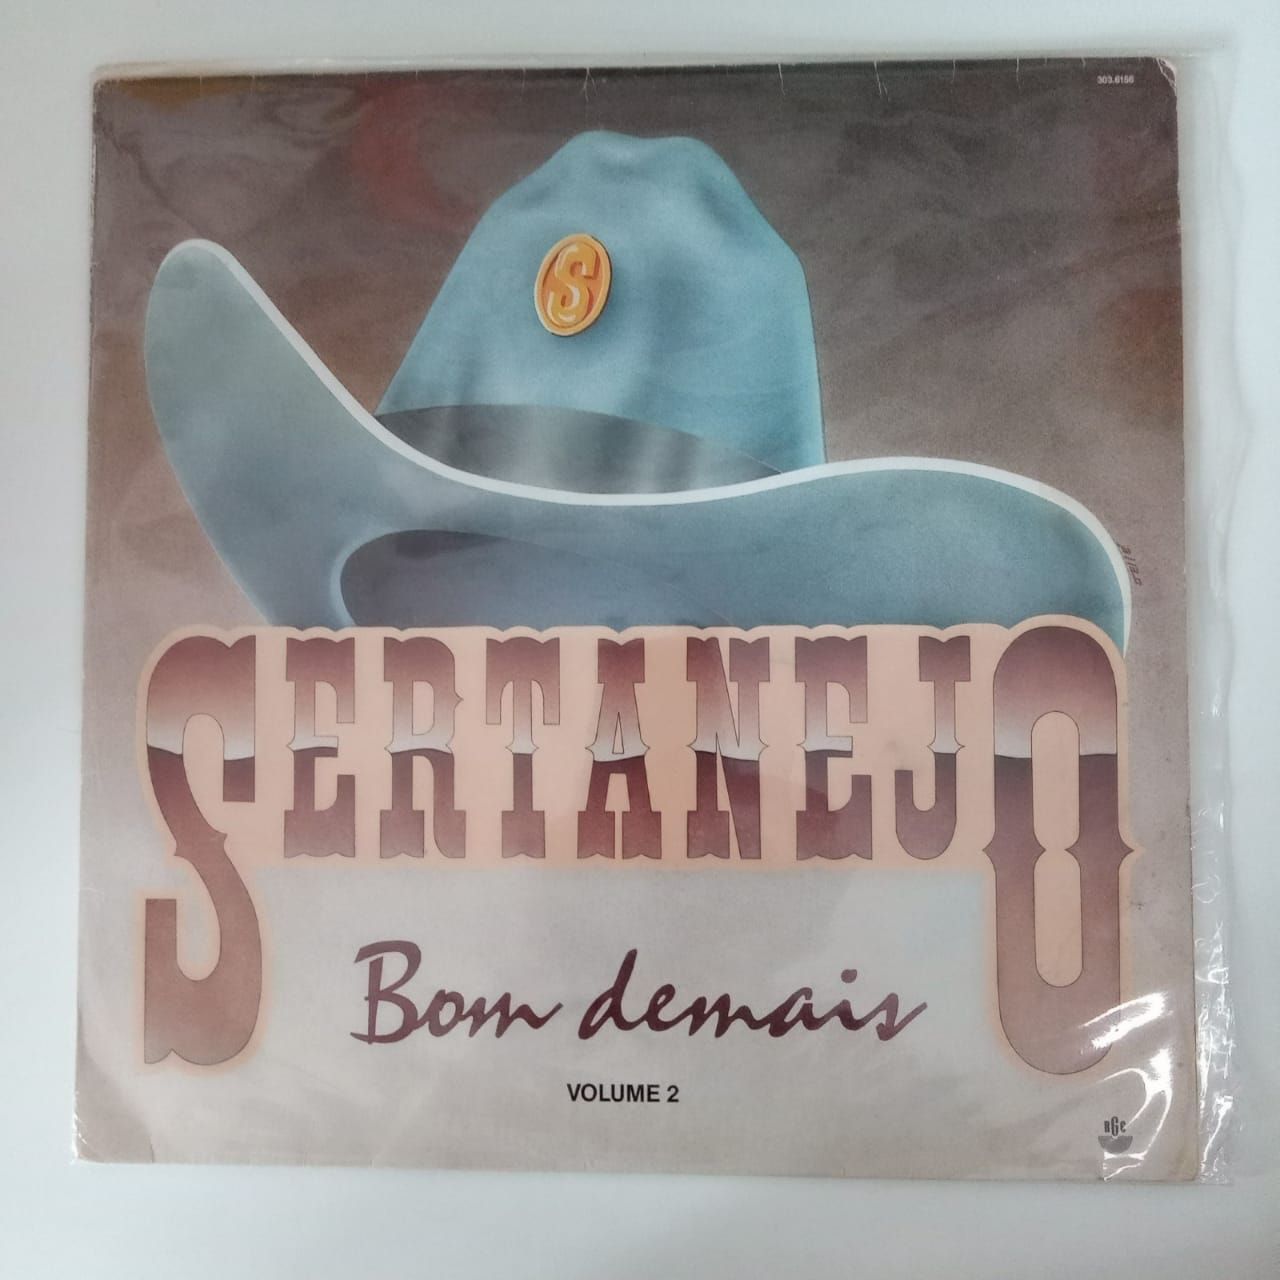 303.6156
S
SERTANEJO
Bom demais
VOLUME 2
RGE